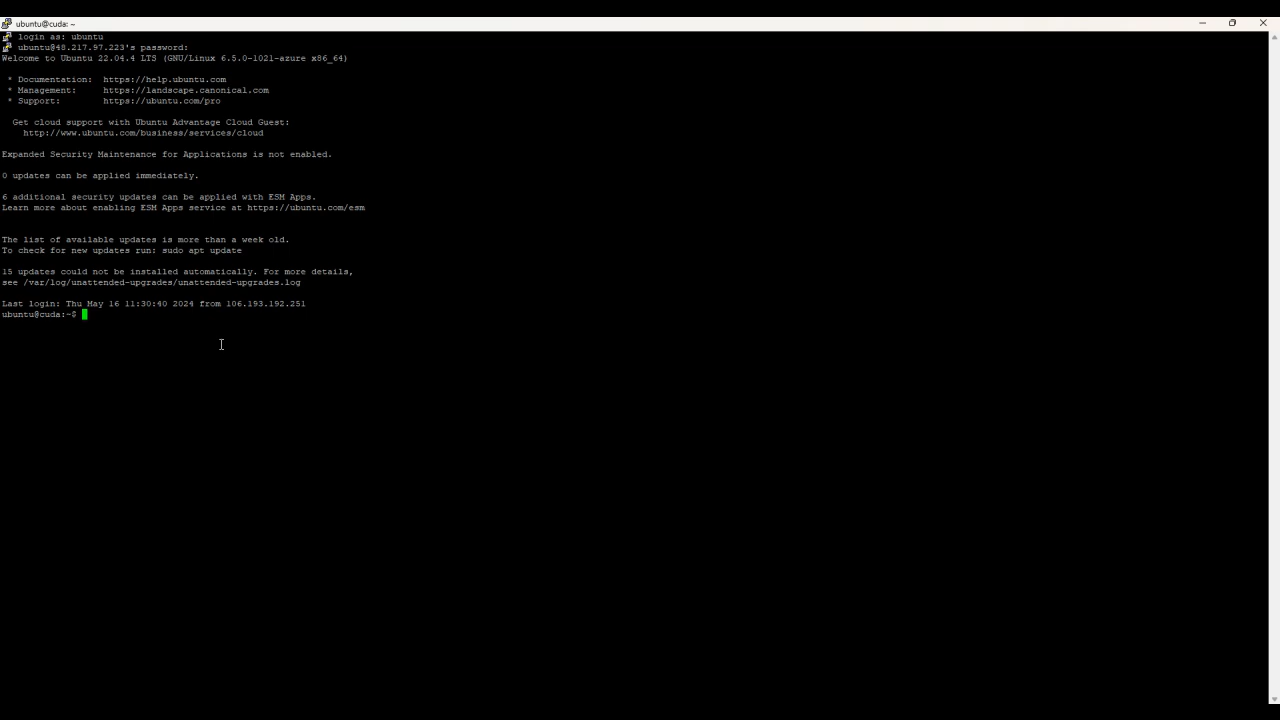 ubuntu@cuda: ~
login as: ubuntu
ubuntu@48.217.97.223's password:
Welcome to Ubuntu 22.04.4 LTS (GNU/Linux 6.5.0-1021-azure x86_64)
* Documentation:  https://help.ubuntu.com
* Management:     https://landscape.canonical.com
* Support:        https://ubuntu.com/pro
Get cloud support with Ubuntu Advantage Cloud Guest:
http://www.ubuntu.com/business/services/cloud
Expanded Security Maintenance for Applications is not enabled.
0 updates can be applied immediately.
6 additional security updates can be applied with ESM Apps.
Learn more about enabling ESM Apps service at https://ubuntu.com/esm
The list of available updates is more than a week old.
To check for new updates run: sudo apt update
15 updates could not be installed automatically. For more details,
see /var/log/unattended-upgrades/unattended-upgrades.log
Last login: Thu May 16 11:30:40 2024 from 106.193.192.251
ubuntu@cuda:~$